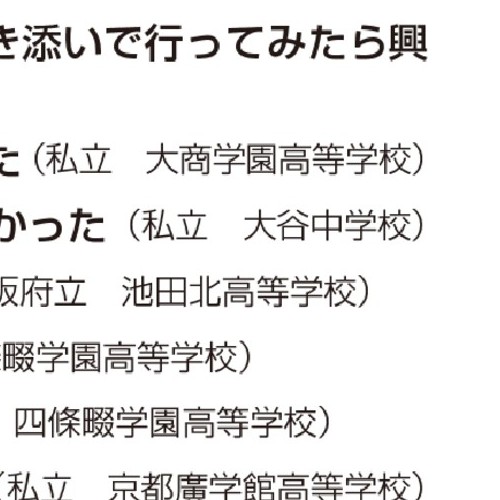 き添いで行ってみたら興
た（私立　大商学園高等学校）
かった（私立　大谷中学校）
阪府立　池田北高等学校）
條畷学園高等学校）
四條畷学園高等学校）
（私立　京都廣学館高等学校）